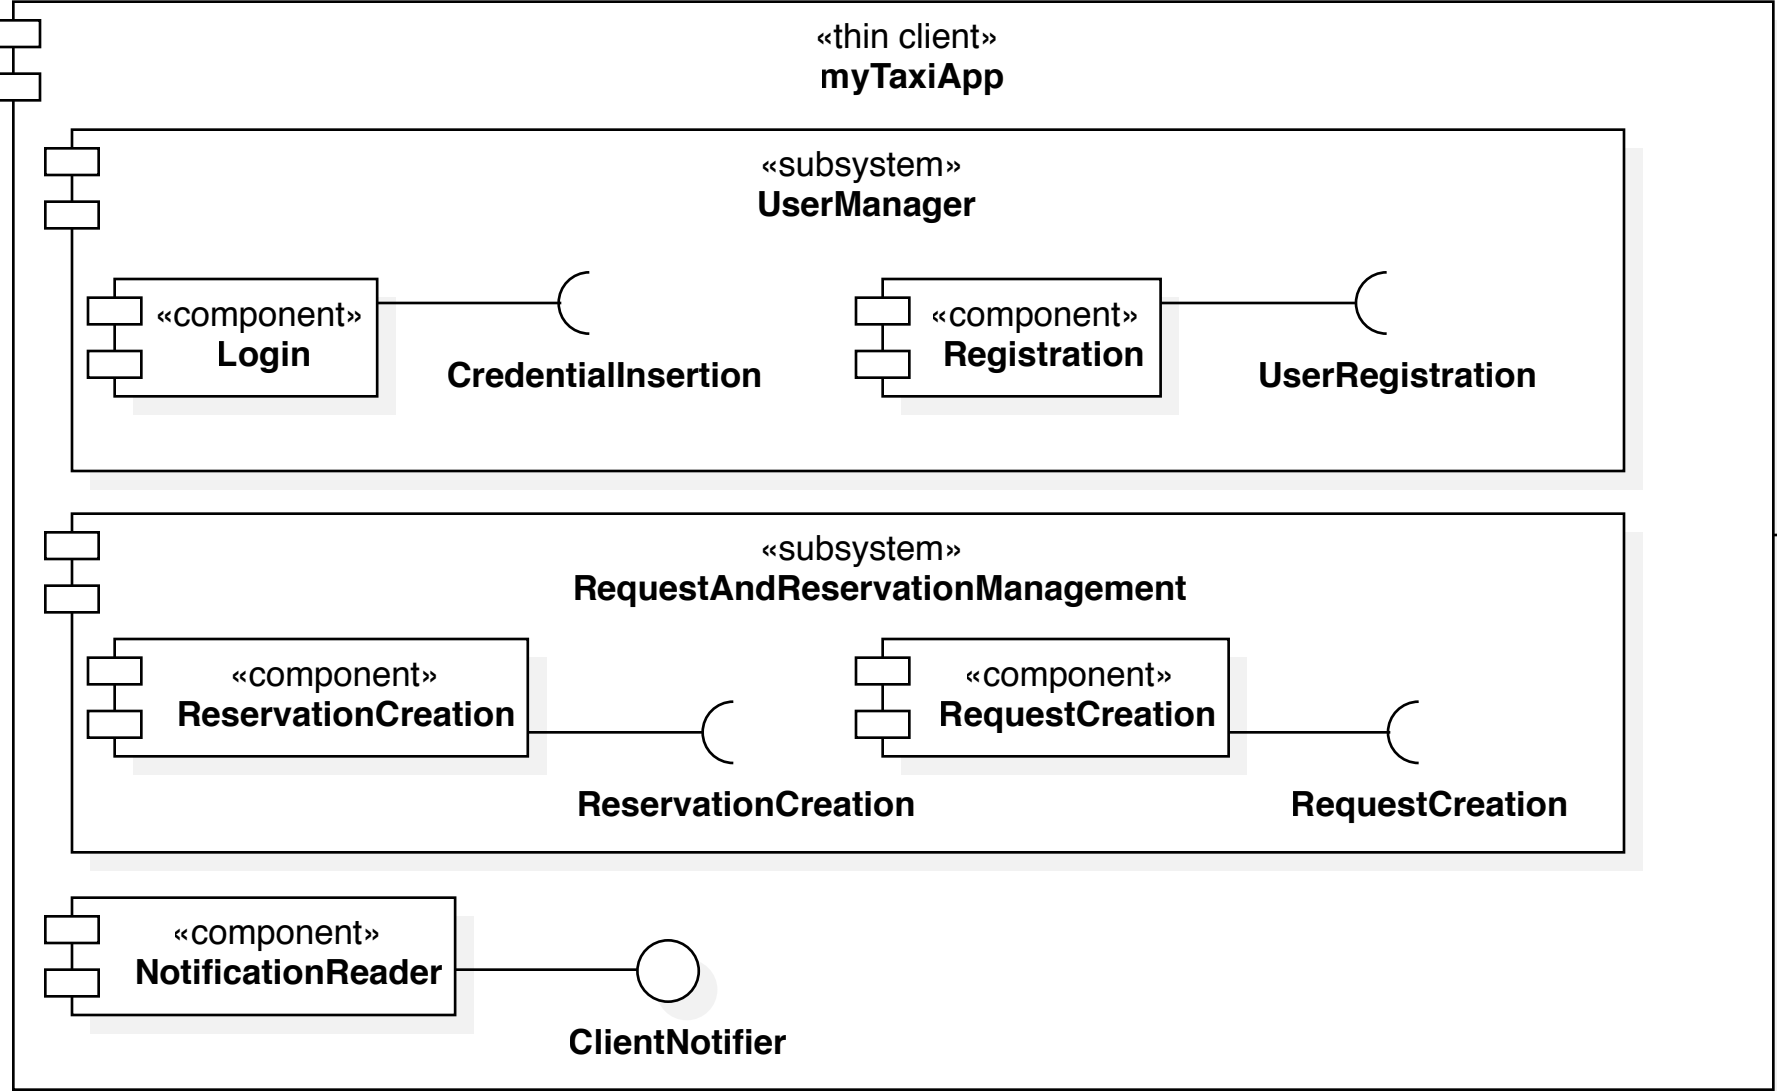 «thin client»
myTaxiApp
«subsystem»
UserManager
«component»
Login
CredentialInsertion
«component»
Registration
UserRegistration
«subsystem»
RequestAndReservationManagement
«component»
ReservationCreation
ReservationCreation
«component»
RequestCreation
RequestCreation
«component»
NotificationReader
ClientNotifier